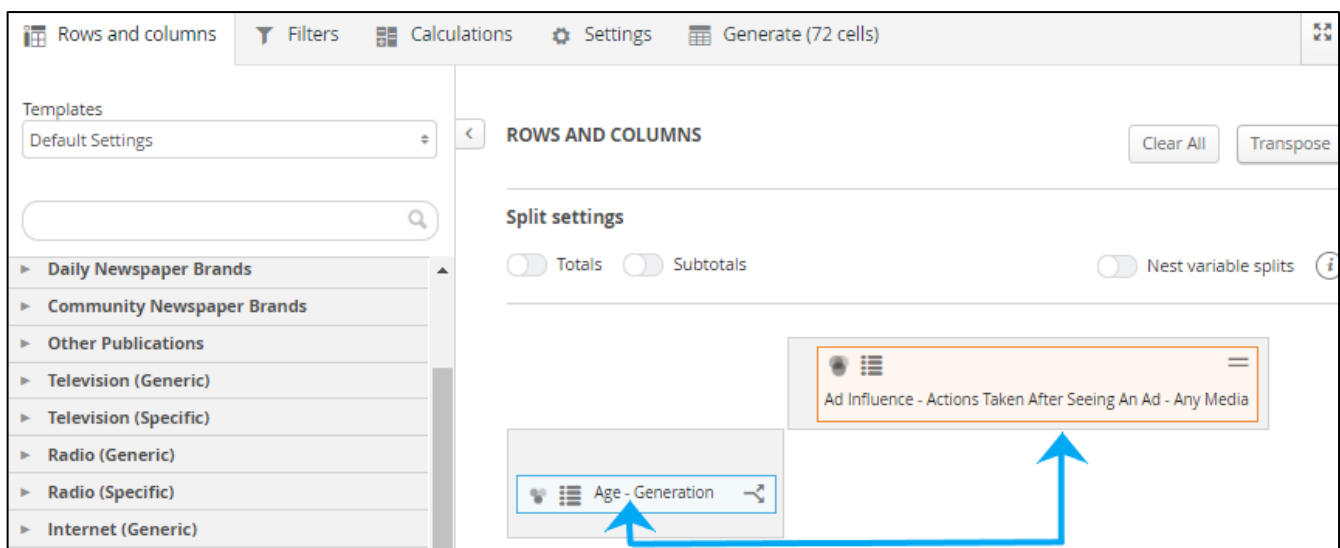 Rows and columns
Filters
Calculations
Settings
Generate (72 cells)
Templates
Default Settings
ROWS AND COLUMNS
Clear All
Transpose
Split settings
Totals
Subtotals
Nest variable splits
i
Daily Newspaper Brands
Community Newspaper Brands
Other Publications
Television (Generic)
Television (Specific)
Radio (Generic)
Radio (Specific)
Internet (Generic)
Ad Influence - Actions Taken After Seeing An Ad - Any Media
Age - Generation